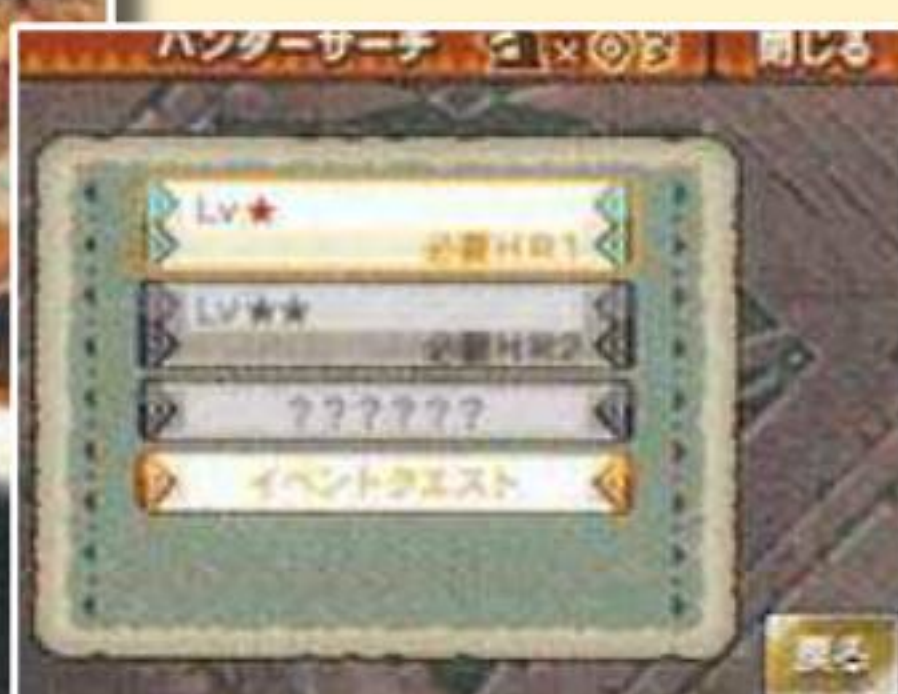 ハンターサーチ × 閉じる
Lv★
必要HR1
Lv★★
必要HR2
??????
イベントクエスト
戻る